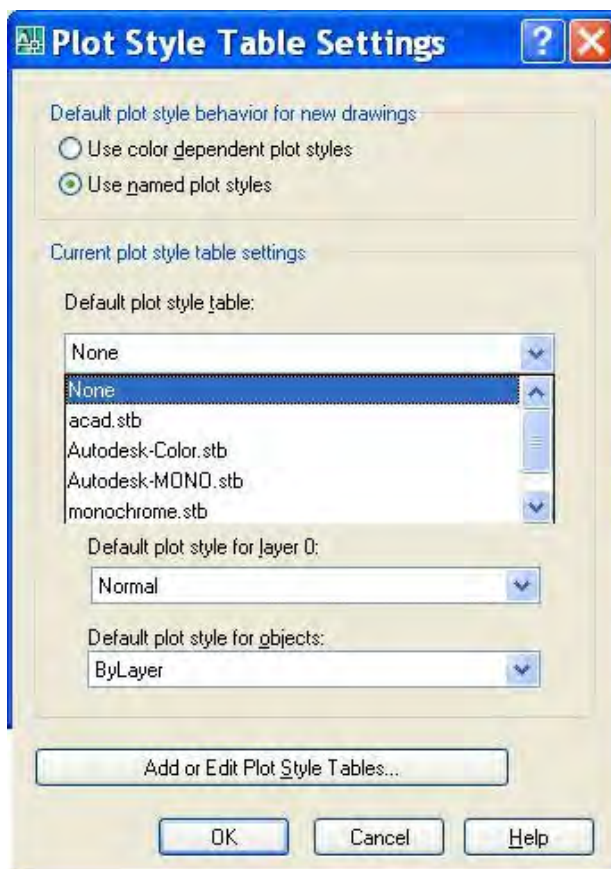 Plot Style Table Settings
Default plot style behavior for new drawings
Use color dependent plot styles
Use named plot styles
Current plot style table settings
Default plot style table:
None
None
acad.stb
Autodesk-Color.stb
Autodesk-MONO.stb
monochrome.stb
Default plot style for layer 0:
Normal
Default plot style for objects:
ByLayer
Add or Edit Plot Style Tables...
OK Cancel Help